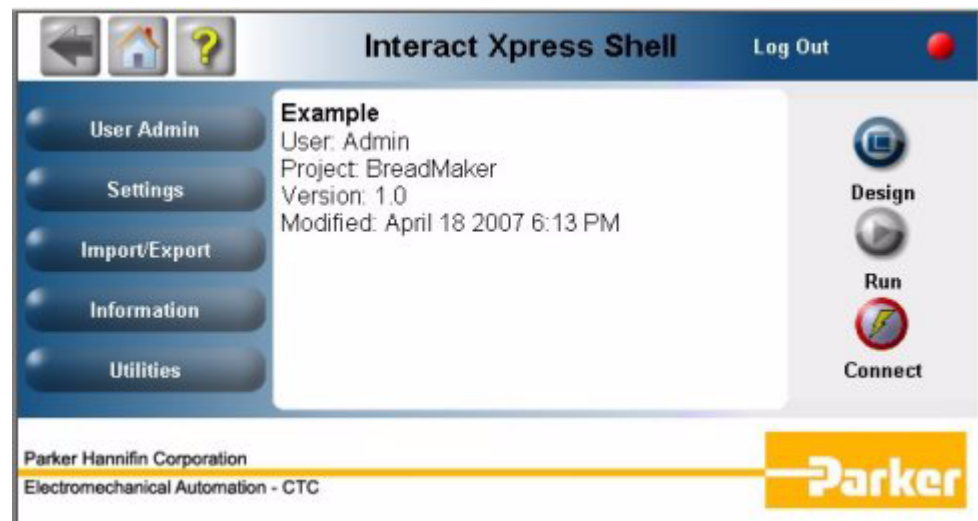 Interact Xpress Shell
Log Out
User Admin
Settings
Import/Export
Information
Utilities
Example
User: Admin
Project: BreadMaker
Version: 1.0
Modified: April 18 2007 6:13 PM
Design
Run
Connect
Parker Hannifin Corporation
Electromechanical Automation - CTC
Parker